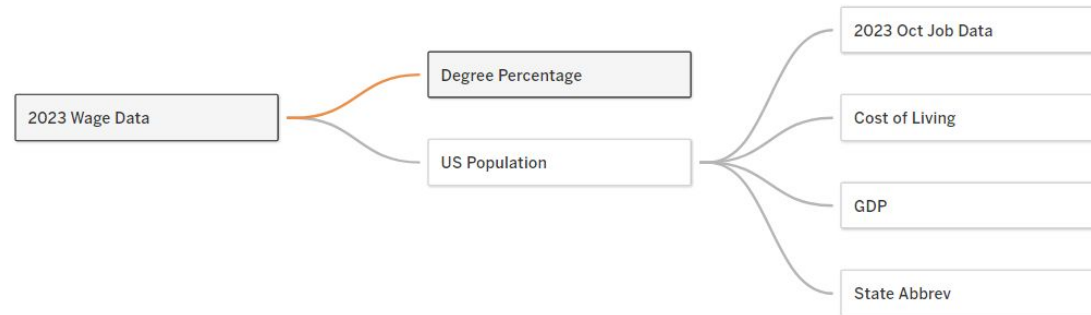 2023 Wage Data
Degree Percentage
US Population
2023 Oct Job Data
Cost of Living
GDP
State Abbrev